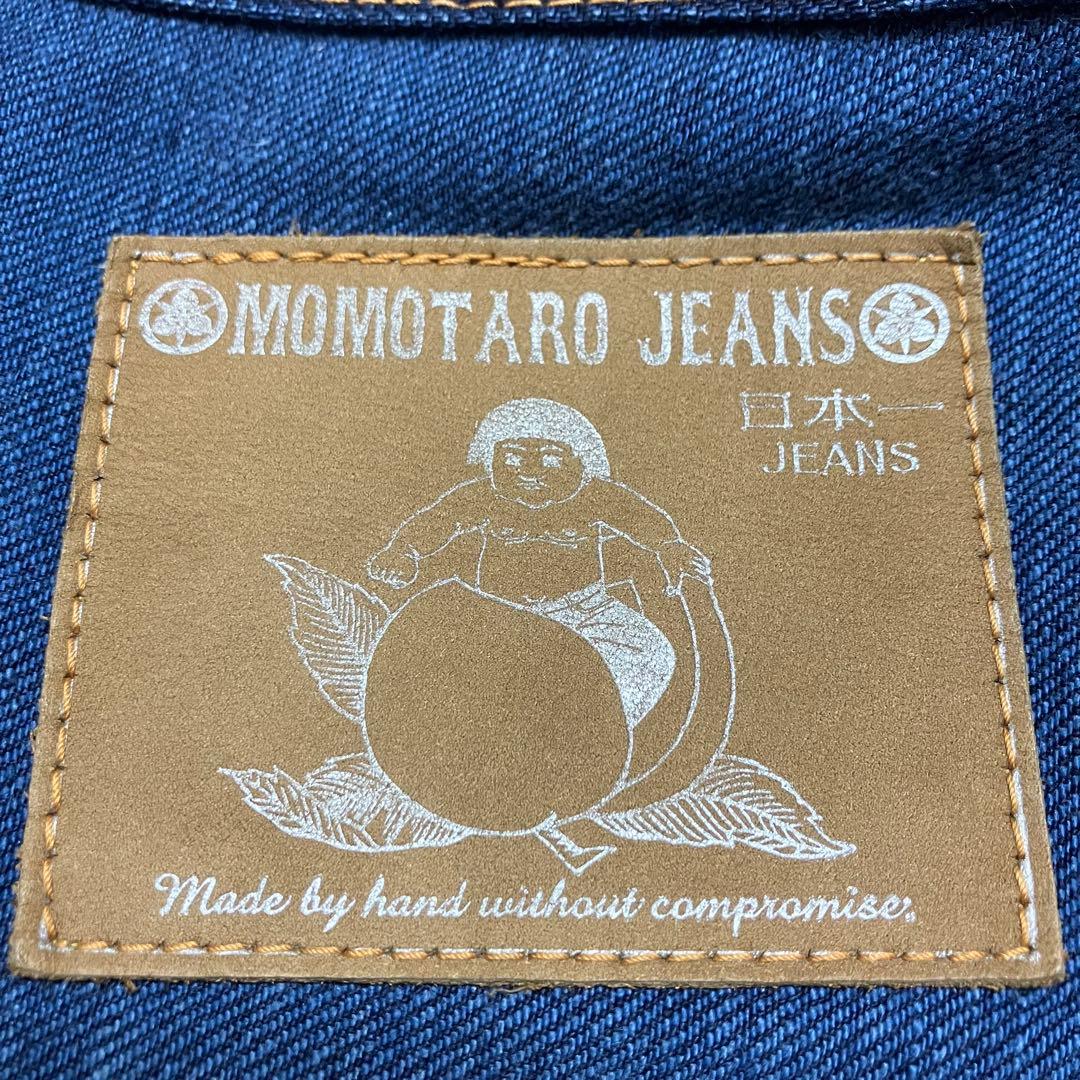 MOMOTARO JEANS
日本一
JEANS
Made by hand without compromise.